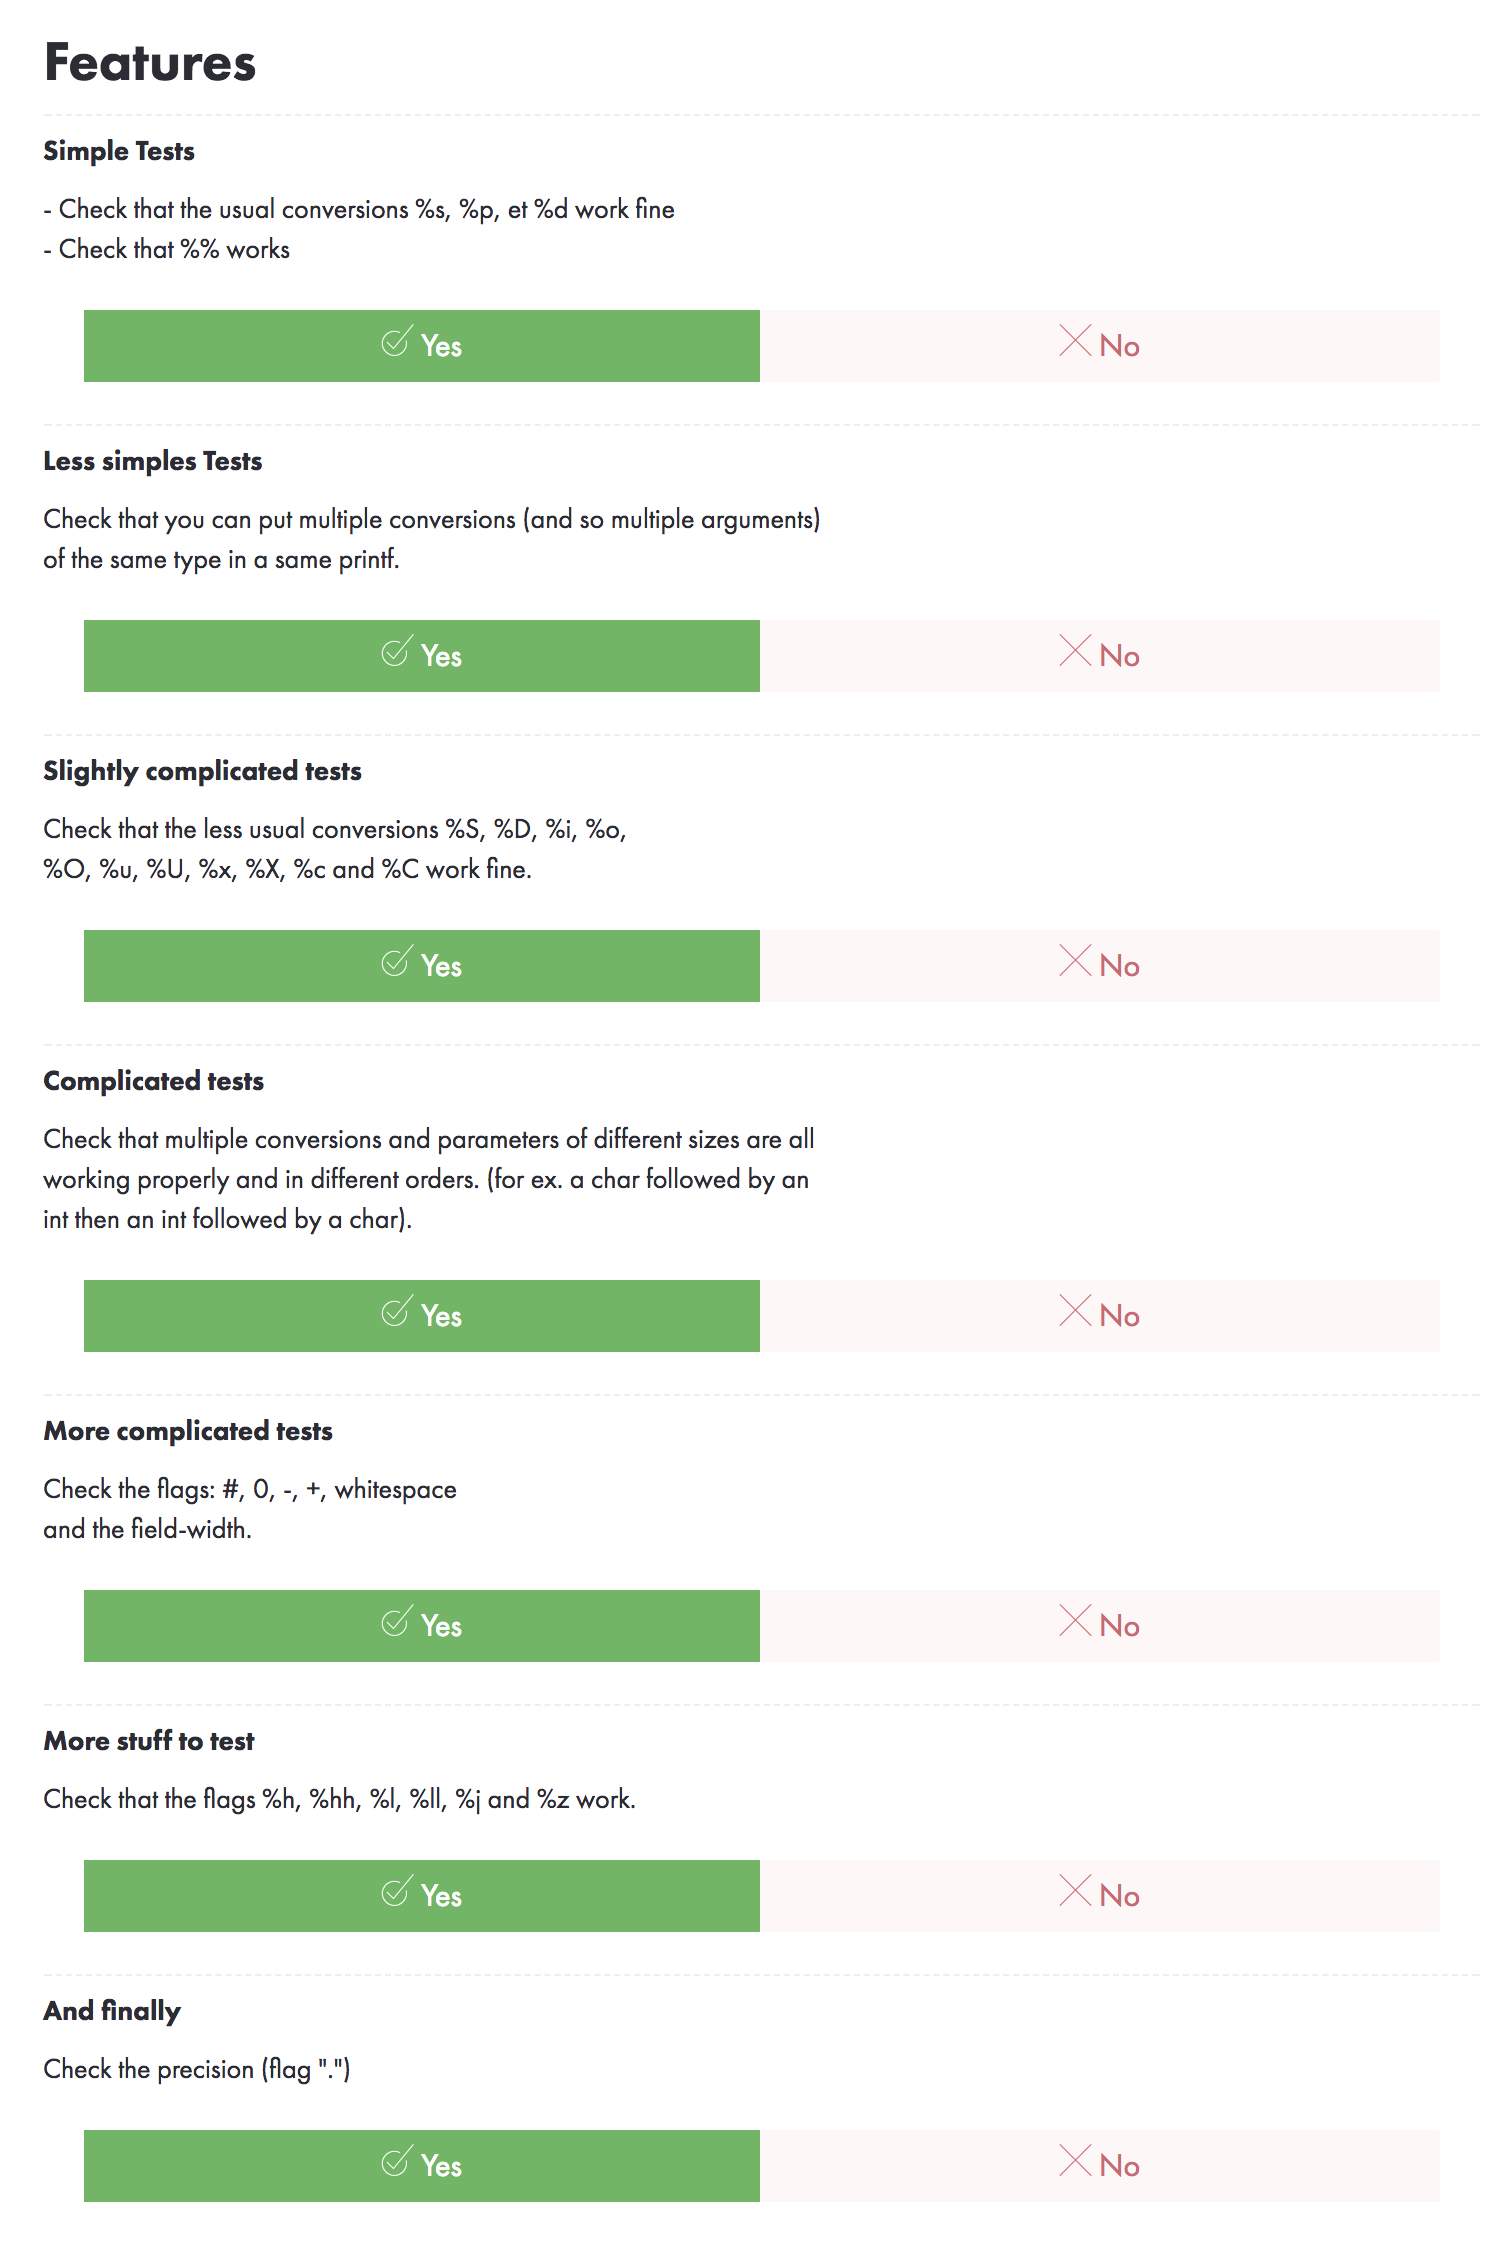 Features
Simple Tests
- Check that the usual conversions %s, %p, et %d work fine
- Check that %% works
Yes
No
Less simples Tests
Check that you can put multiple conversions (and so multiple arguments)
of the same type in a same printf.
Yes
No
Slightly complicated tests
Check that the less usual conversions %S, %D, %i, %o,
%O, %u, %U, %x, %X, %c and %C work fine.
Yes
No
Complicated tests
Check that multiple conversions and parameters of different sizes are all
working properly and in different orders. (for ex. a char followed by an
int then an int followed by a char).
Yes
No
More complicated tests
Check the flags: #, 0, -, +, whitespace
and the field-width.
Yes
No
More stuff to test
Check that the flags %h, %hh, %l, %ll, %j and %z work.
Yes
No
And finally
Check the precision (flag ".")
Yes
No